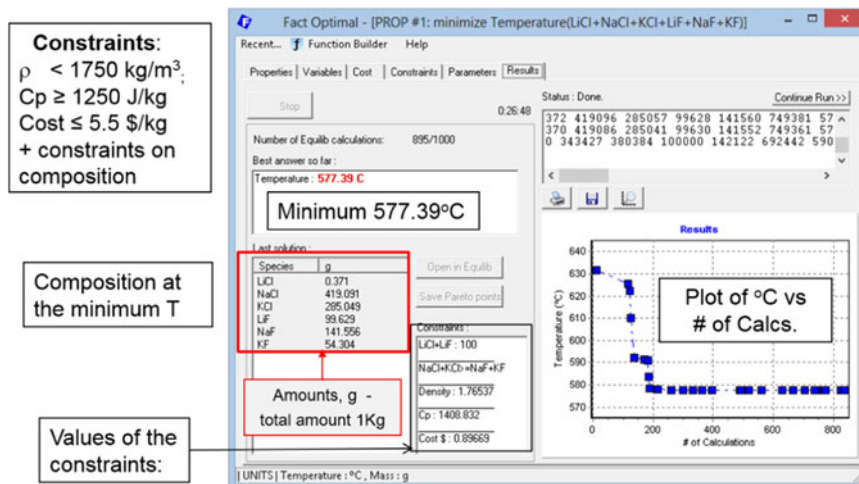 Constraints:
ρ < 1750 kg/m³;
Cp ≥ 1250 J/kg
Cost ≤ 5.5 $/kg
+ constraints on
composition
Composition at
the minimum T
Values of the
constraints:
Fact Optimal - [PROP #1: minimize Temperature(LiCl+NaCl+KCl+LiF+NaF+KF)]
Recent... Function Builder Help
Properties Variables Cost Constraints Parameters Results
Stop 0:26:48
Number of Equilib calculations: 895/1000
Best answer so far :
Temperature : 577.39 C
Minimum 577.39°C
Last solution :
Species g
LiCl 0.371
NaCl 419.091
KCl 285.049
LiF 99.629
NaF 141.556
KF 54.304
Open in Equilib
Save Pareto points
Constraints :
LiCl+LiF : 100
NaCl+KCl>=NaF+KF
Density : 1.76537
Cp : 1408.832
Cost $ : 0.89669
Amounts, g -
total amount 1Kg
Status : Done.
Continue Run >>
372 419096 285057 99628 141560 749381 57
370 419086 285041 99630 141552 749361 57
0 343427 380384 100000 142122 692442 590
Results
Plot of °C vs
# of Calcs.
Temperature (ºC)
640
630
620
610
600
590
580
570
0 200 400 600 800
# of Calculations
UNITS | Temperature : ºC , Mass : g